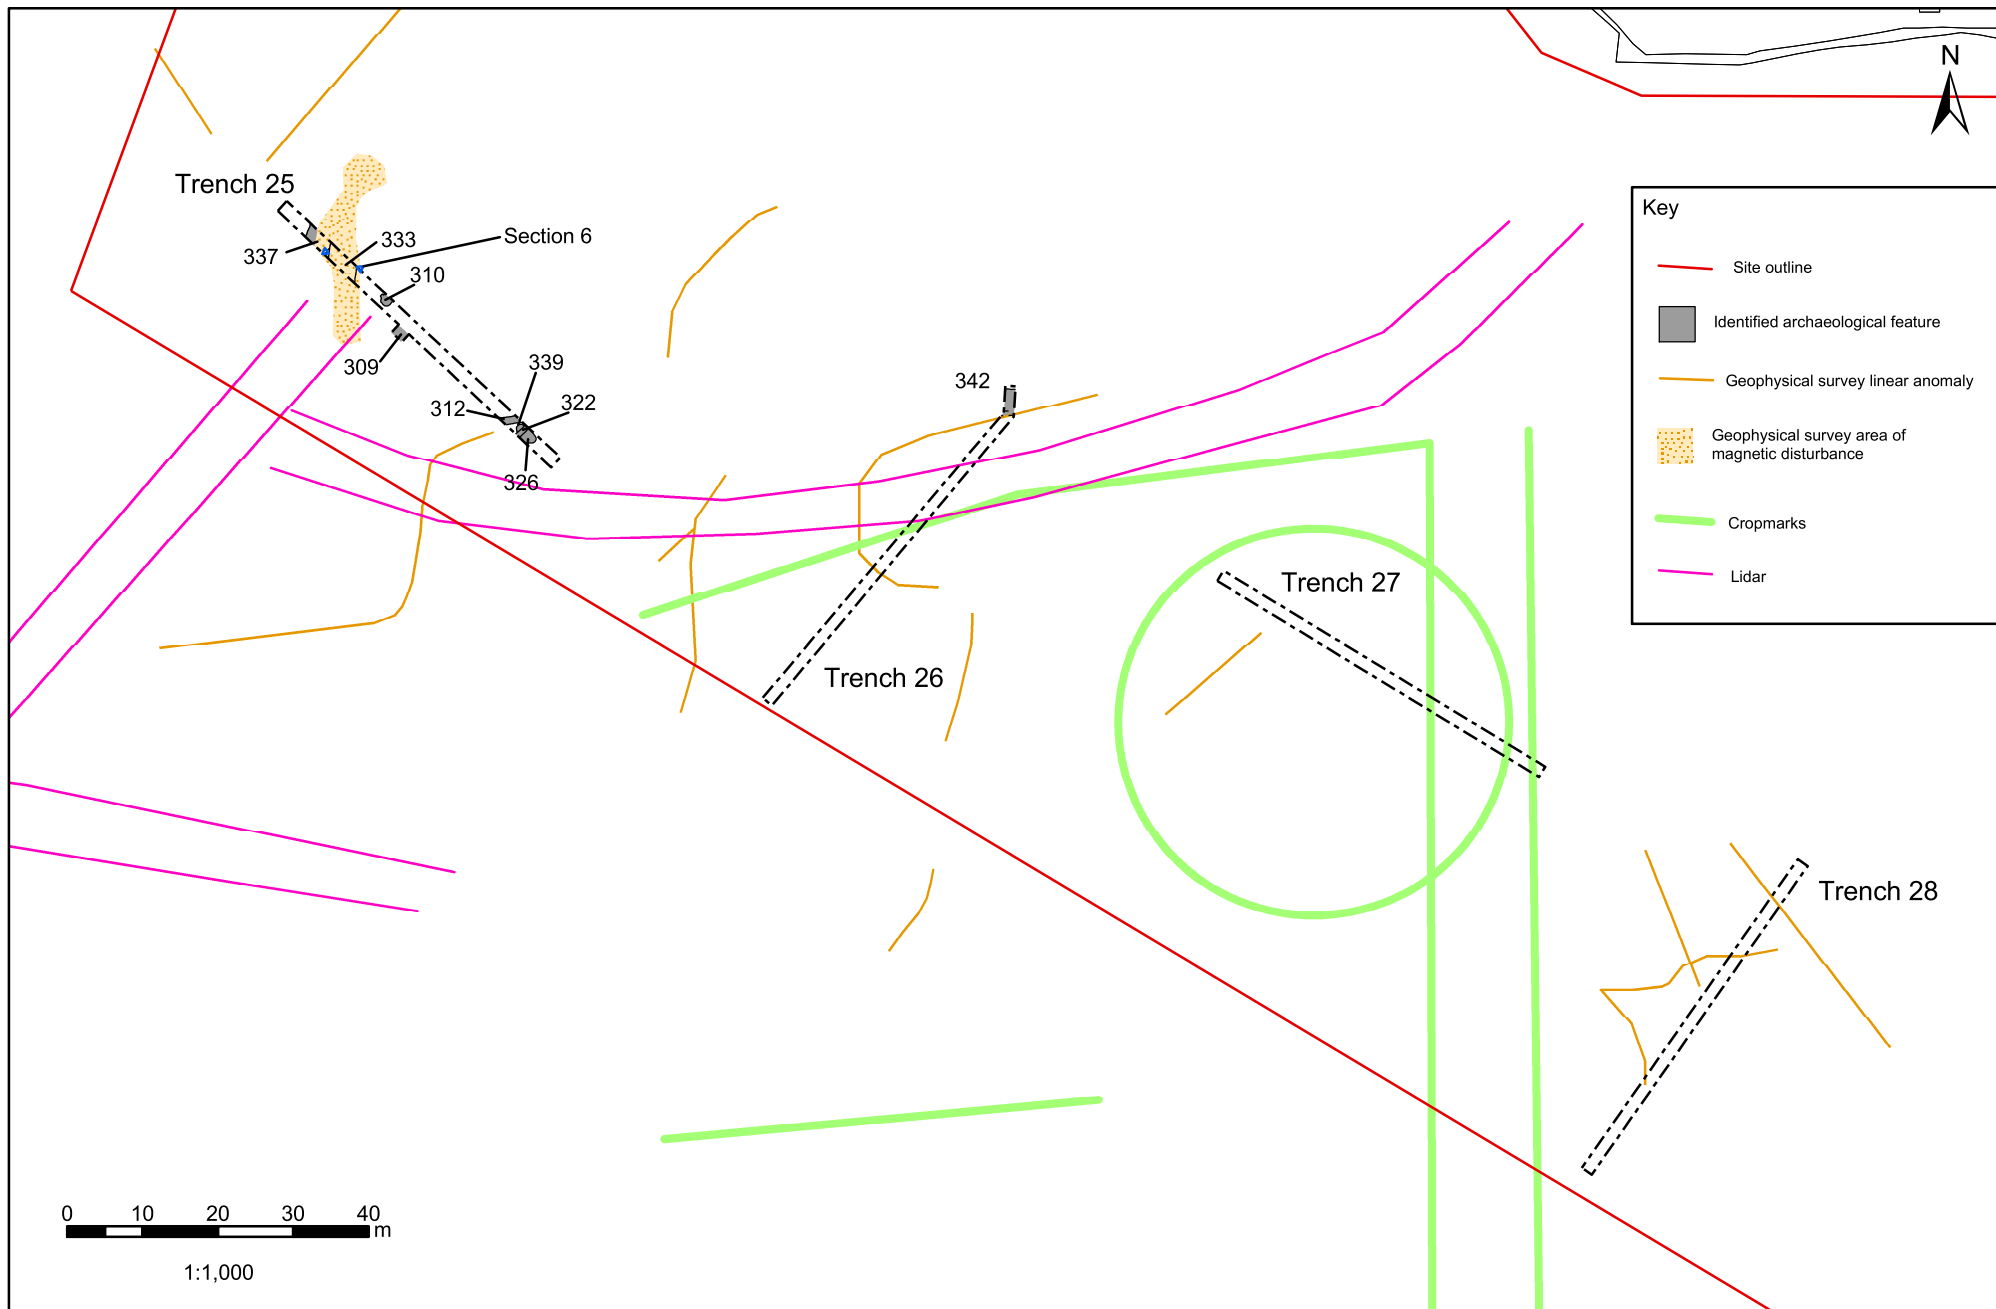 N
Trench 25
337
333
Section 6
310
309
339
312
322
326
342
Trench 26
Trench 27
Trench 28
Key
Site outline
Identified archaeological feature
Geophysical survey linear anomaly
Geophysical survey area of
magnetic disturbance
Cropmarks
Lidar
0 10 20 30 40
m
1:1,000